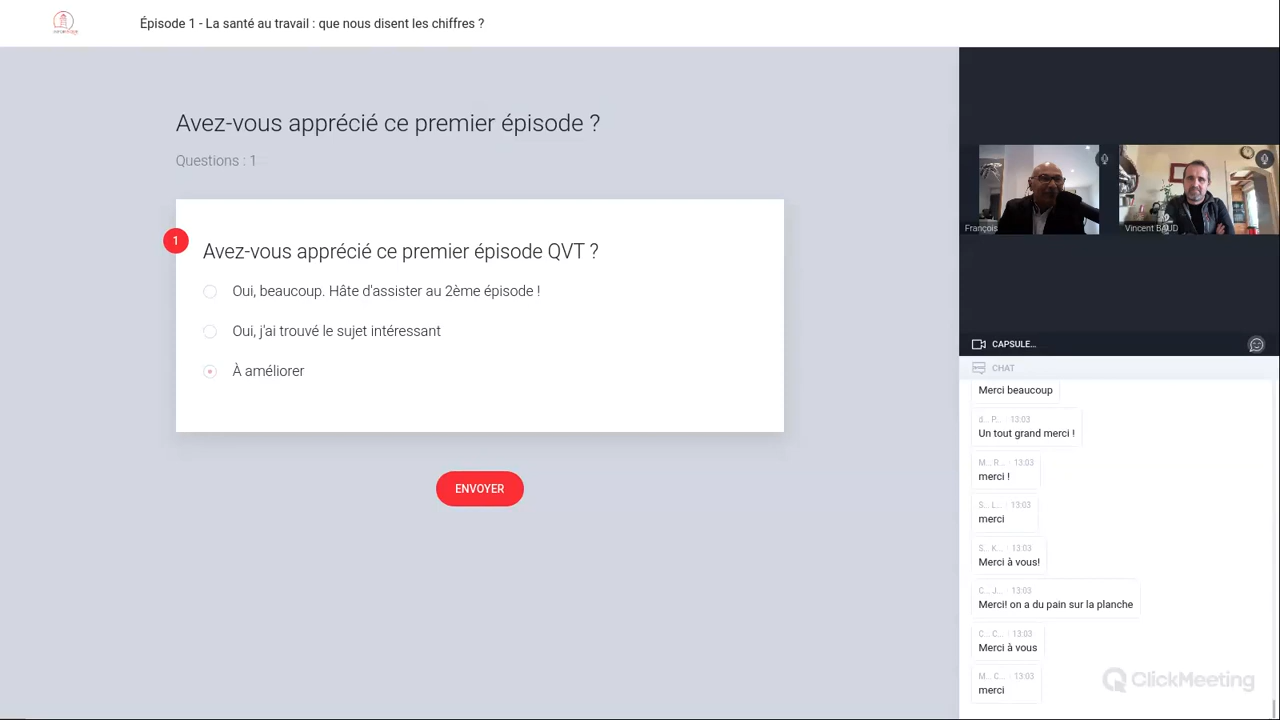 Épisode 1 - La santé au travail : que nous disent les chiffres ?
Avez-vous apprécié ce premier épisode ?
Questions : 1
1
Avez-vous apprécié ce premier épisode QVT ?
Oui, beaucoup. Hâte d'assister au 2ème épisode !
Oui, j'ai trouvé le sujet intéressant
À améliorer
ENVOYER
François
Vincent BAUD
CAPSULE...
CHAT
Merci beaucoup
d... P... · 13:03
Un tout grand merci !
M... R... · 13:03
merci !
S... L... · 13:03
merci
S... K... · 13:03
Merci à vous!
C... J... · 13:03
Merci! on a du pain sur la planche
C... C... · 13:03
Merci à vous
M... C... · 13:03
merci
ClickMeeting